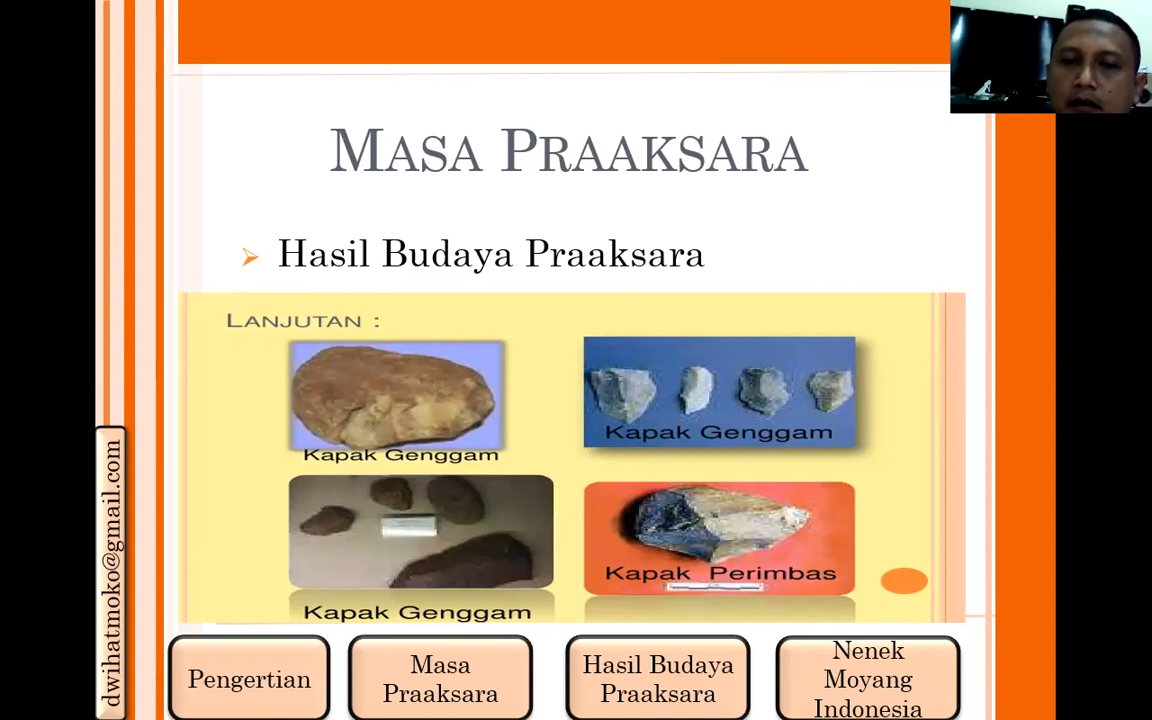 MASA PRAAKSARA
Hasil Budaya Praaksara
LANJUTAN :
Kapak Genggam
Kapak Genggam
Kapak Genggam
Kapak Perimbas
dwihatmoko@gmail.com
Pengertian
Masa
Praaksara
Hasil Budaya
Praaksara
Nenek
Moyang
Indonesia